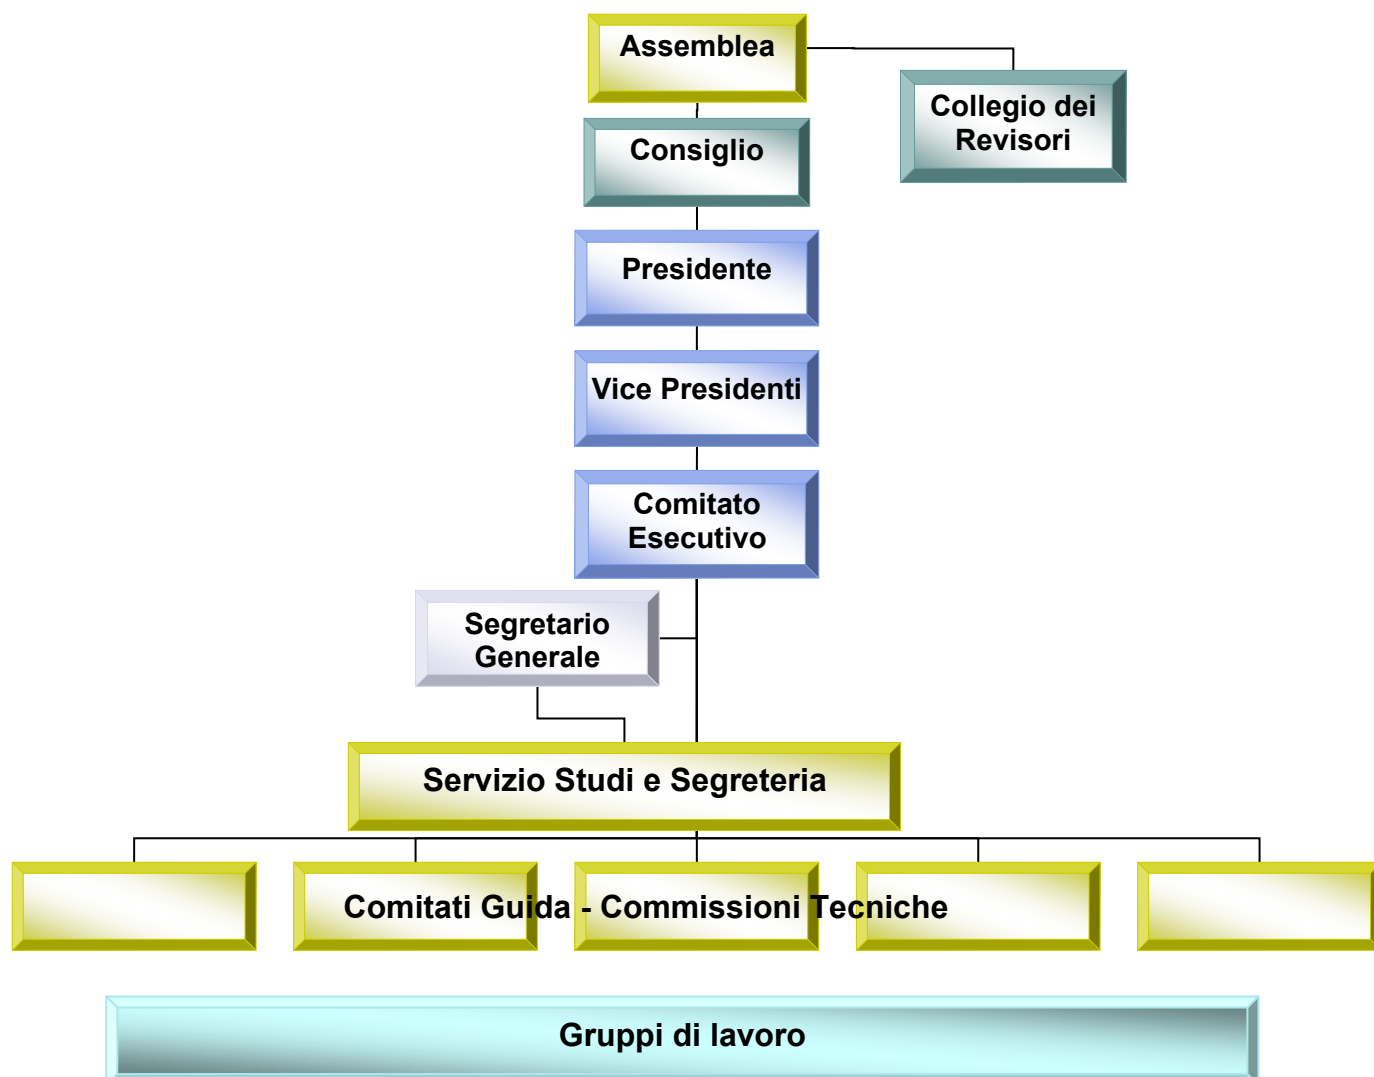 Assemblea
Collegio dei
Revisori
Consiglio
Presidente
Vice Presidenti
Comitato
Esecutivo
Segretario
Generale
Servizio Studi e Segreteria
Comitati Guida - Commissioni Tecniche
Gruppi di lavoro